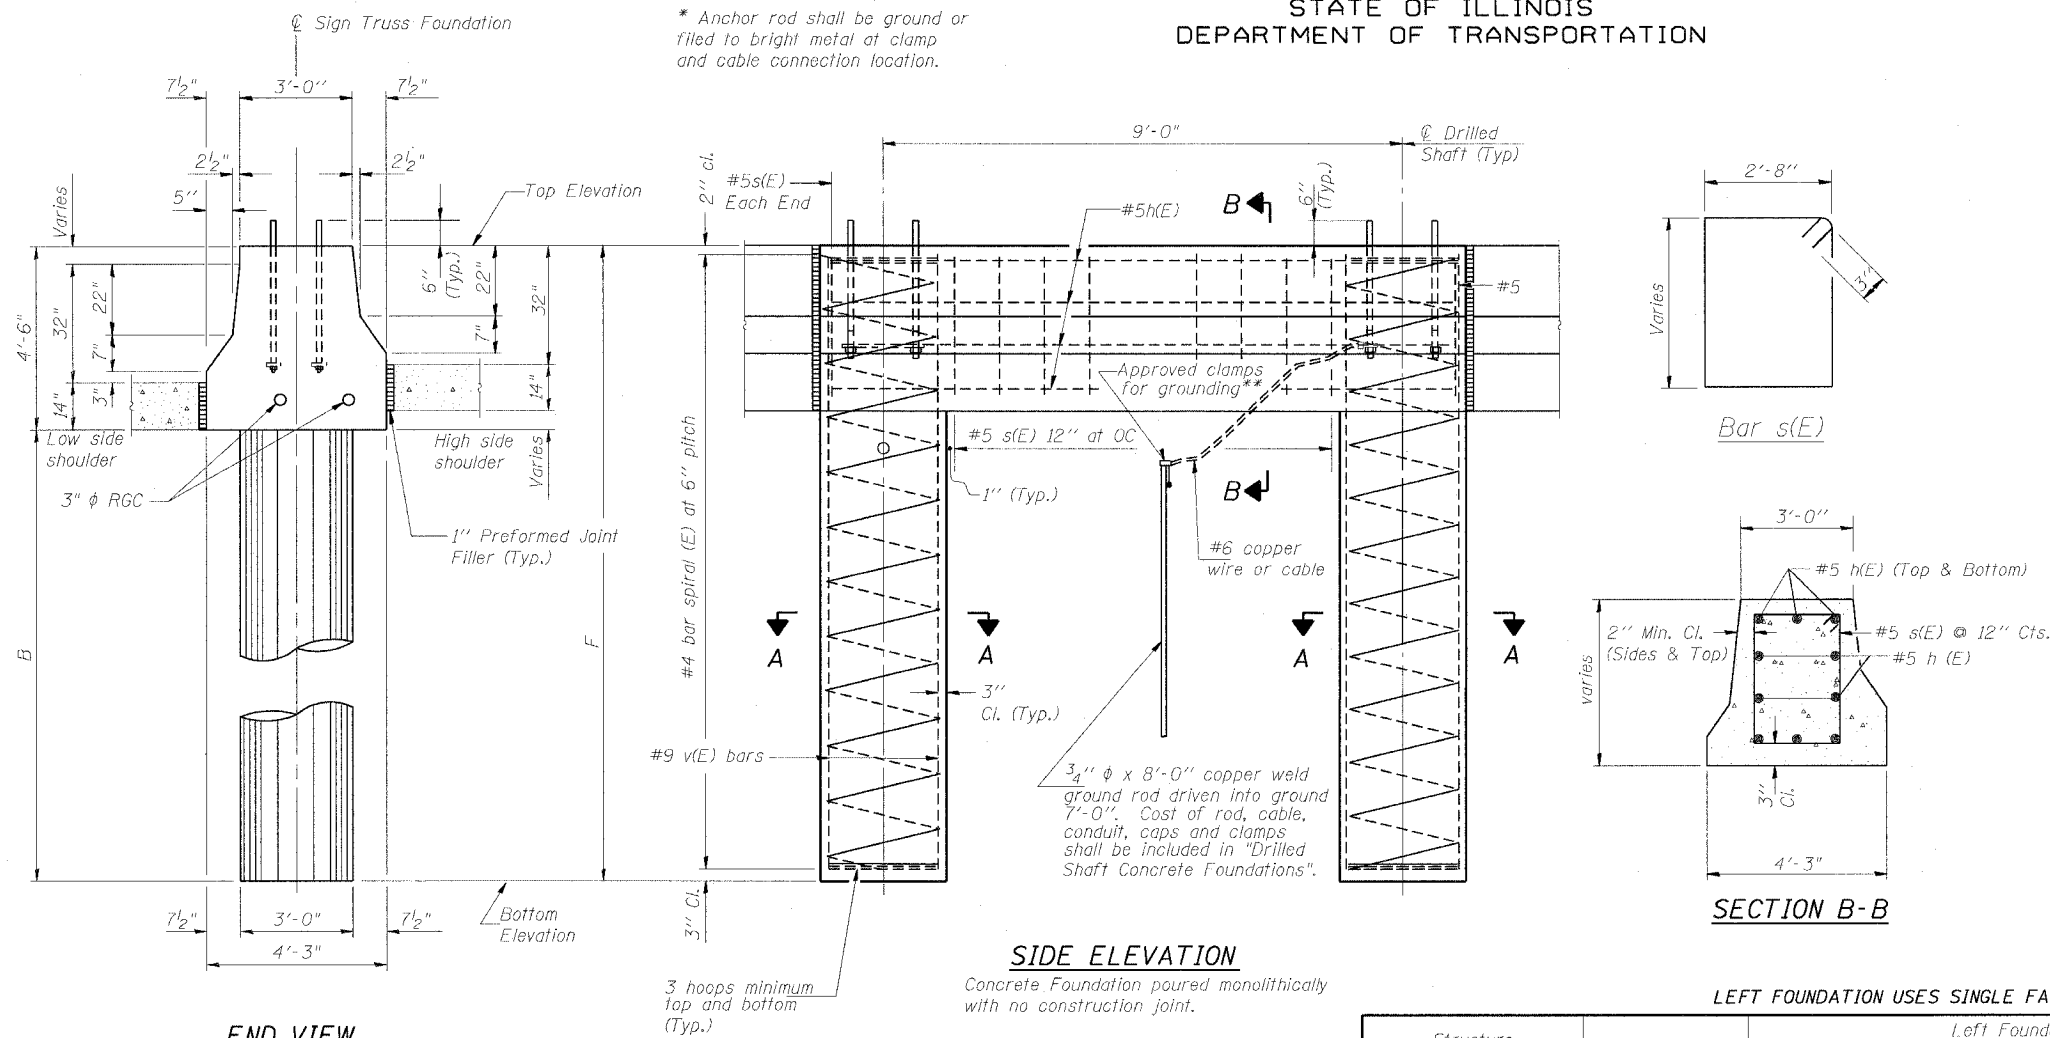 STATE OF ILLINOIS
DEPARTMENT OF TRANSPORTATION
* Anchor rod shall be ground or
filed to bright metal at clamp
and cable connection location.
℄ Sign Truss Foundation
7½"
3'-0"
7½"
2½"
2½"
5"
Varies
Top Elevation
6"
(Typ.)
22"
32"
7"
4'-6"
32"
22"
7"
3"
14"
14"
Low side
shoulder
High side
shoulder
Varies
3" ϕ RGC
1" Preformed Joint
Filler (Typ.)
B
F
7½"
3'-0"
7½"
4'-3"
Bottom
Elevation
END VIEW
9'-0"
℄ Drilled
Shaft (Typ)
2" cl.
#5s(E)
Each End
#5h(E)
B
6"
(Typ.)
#5
Approved clamps
for grounding**
#5 s(E) 12" at OC
1" (Typ.)
B
#6 copper
wire or cable
#4 bar spiral (E) at 6" pitch
A
A
A
A
3"
Cl. (Typ.)
#9 v(E) bars
¾" ϕ x 8'-0" copper weld
ground rod driven into ground
7'-0". Cost of rod, cable,
conduit, caps and clamps
shall be included in "Drilled
Shaft Concrete Foundations".
3" Cl.
3 hoops minimum
top and bottom
(Typ.)
SIDE ELEVATION
Concrete Foundation poured monolithically
with no construction joint.
2'-8"
Varies
3"
Bar s(E)
3'-0"
#5 h(E) (Top & Bottom)
2" Min. Cl.
(Sides & Top)
#5 s(E) @ 12" Cts.
#5 h (E)
varies
3"
Cl.
4'-3"
SECTION B-B
LEFT FOUNDATION USES SINGLE FA
Structure
Left Found